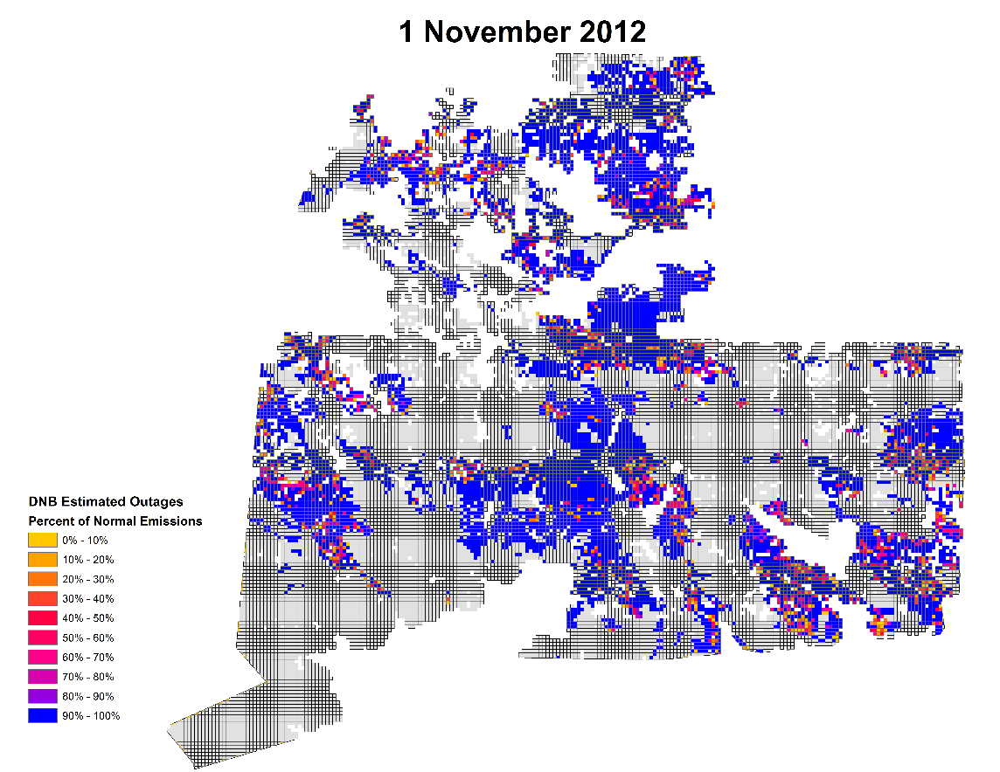 1 November 2012
DNB Estimated Outages
Percent of Normal Emissions
0% - 10%
10% - 20%
20% - 30%
30% - 40%
40% - 50%
50% - 60%
60% - 70%
70% - 80%
80% - 90%
90% - 100%